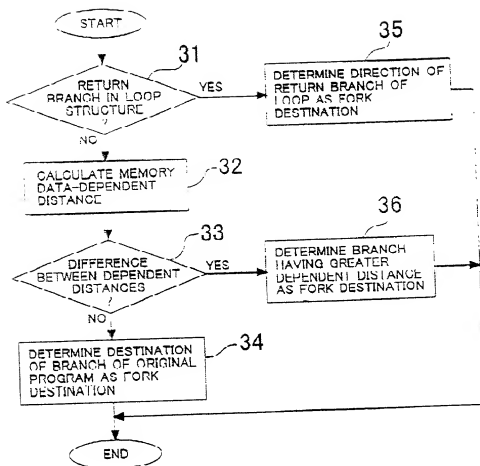 START
31
RETURN
BRANCH IN LOOP
STRUCTURE
?
YES
NO
35
DETERMINE DIRECTION OF
RETURN BRANCH OF
LOOP AS FORK
DESTINATION
32
CALCULATE MEMORY
DATA-DEPENDENT
DISTANCE
33
DIFFERENCE
BETWEEN DEPENDENT
DISTANCES
?
YES
NO
36
DETERMINE BRANCH
HAVING GREATER
DEPENDENT DISTANCE
AS FORK DESTINATION
34
DETERMINE DESTINATION
OF BRANCH OF ORIGINAL
PROGRAM AS FORK
DESTINATION
END